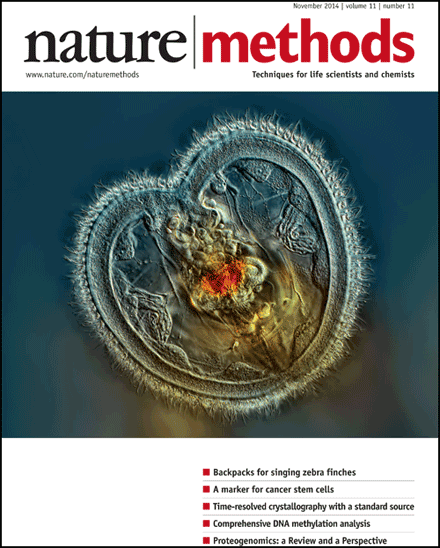 November 2014 | volume 11 | number 11
nature methods
www.nature.com/naturemethods Techniques for life scientists and chemists
Backpacks for singing zebra finches
A marker for cancer stem cells
Time-resolved crystallography with a standard source
Comprehensive DNA methylation analysis
Proteogenomics: a Review and a Perspective